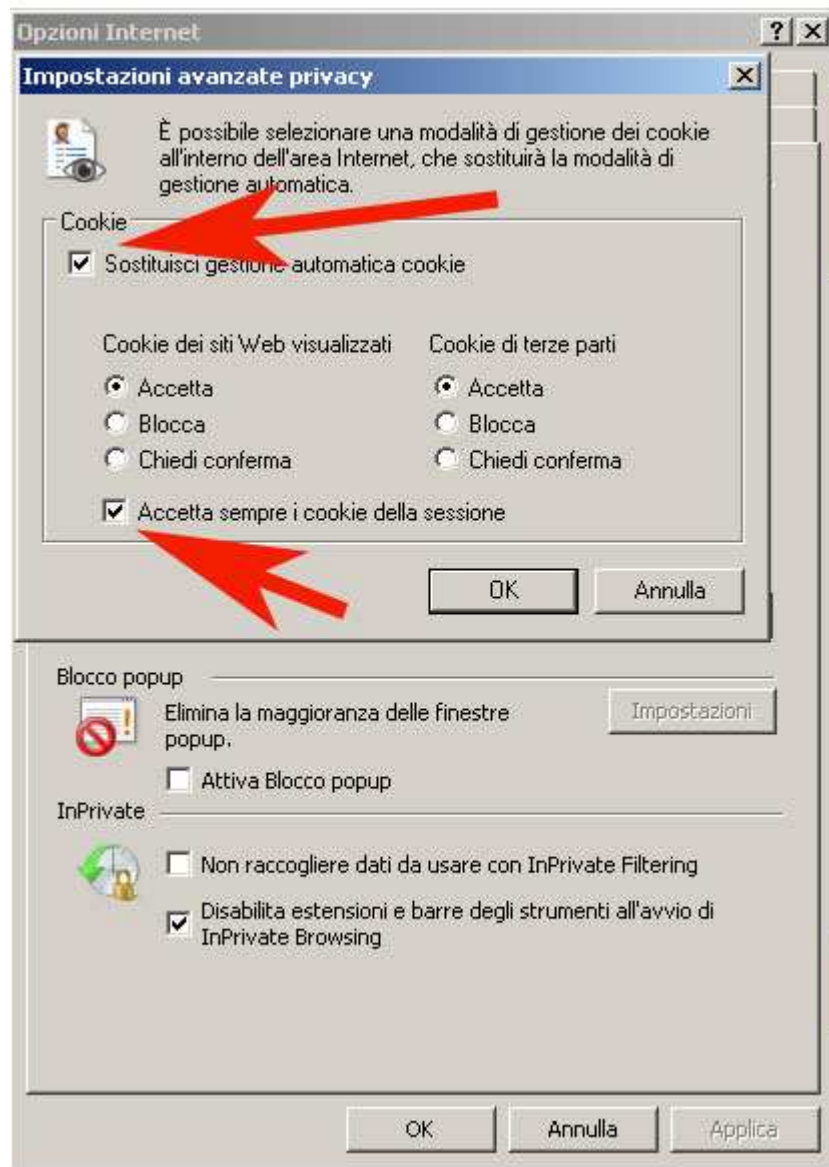 Opzioni Internet
Impostazioni avanzate privacy
È possibile selezionare una modalità di gestione dei cookie
all'interno dell'area Internet, che sostituirà la modalità di
gestione automatica.
Cookie
Sostituisci gestione automatica cookie
Cookie dei siti Web visualizzati
Cookie di terze parti
Accetta
Accetta
Blocca
Blocca
Chiedi conferma
Chiedi conferma
Accetta sempre i cookie della sessione
OK
Annulla
Blocco popup
Elimina la maggioranza delle finestre
popup.
Impostazioni
Attiva Blocco popup
InPrivate
Non raccogliere dati da usare con InPrivate Filtering
Disabilita estensioni e barre degli strumenti all'avvio di
InPrivate Browsing
OK
Annulla
Applica